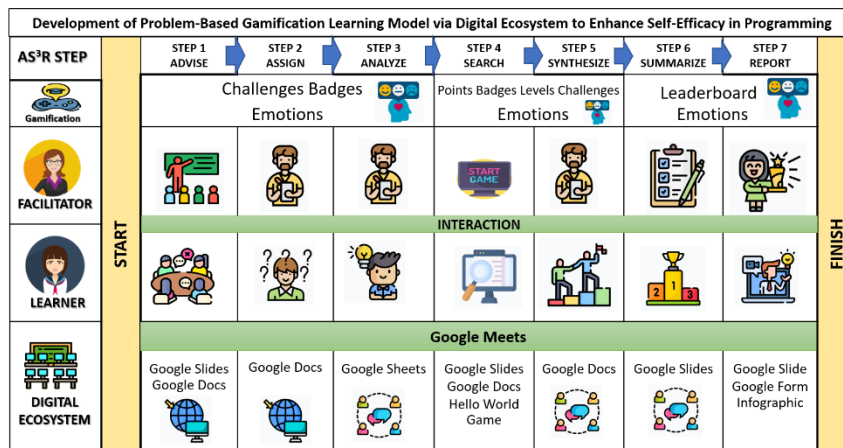 Development of Problem-Based Gamification Learning Model via Digital Ecosystem to Enhance Self-Efficacy in Programming
AS³R STEP
STEP 1
ADVISE
STEP 2
ASSIGN
STEP 3
ANALYZE
STEP 4
SEARCH
STEP 5
SYNTHESIZE
STEP 6
SUMMARIZE
STEP 7
REPORT
Gamification
Challenges Badges
Emotions
Points Badges Levels Challenges
Emotions
Leaderboard
Emotions
FACILITATOR
START
START
GAME
INTERACTION
FINISH
LEARNER
2
1
3
Google Meets
DIGITAL
ECOSYSTEM
Google Slides
Google Docs
Google Docs
Google Sheets
Google Slides
Google Docs
Hello World
Game
Google Docs
Google Slides
Google Slide
Google Form
Infographic